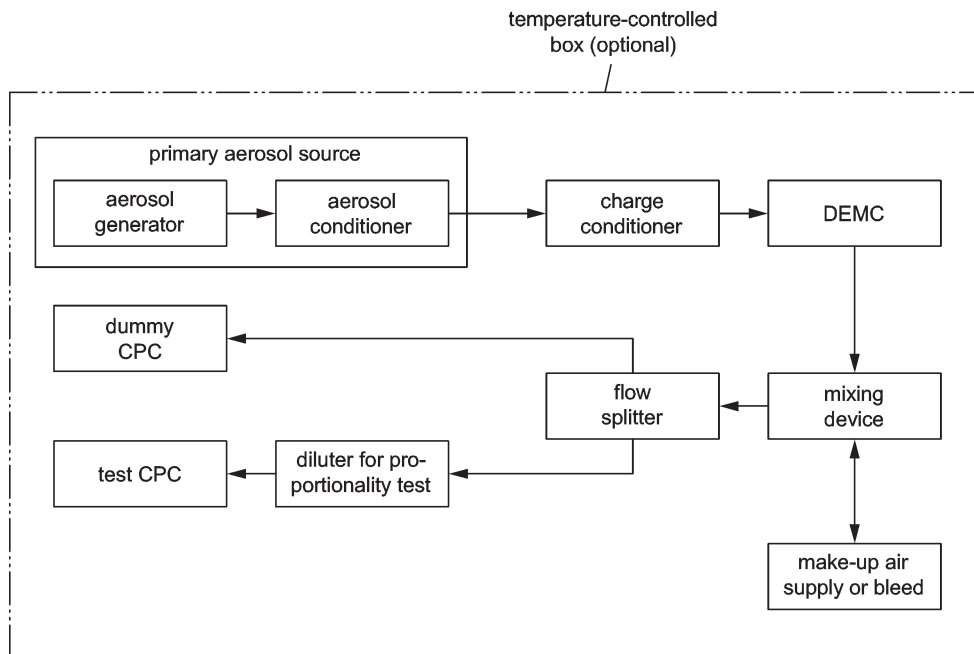 temperature-controlled
box (optional)
primary aerosol source
aerosol
generator
aerosol
conditioner
charge
conditioner
DEMC
dummy
CPC
flow
splitter
mixing
device
test CPC
diluter for pro-
portionality test
make-up air
supply or bleed